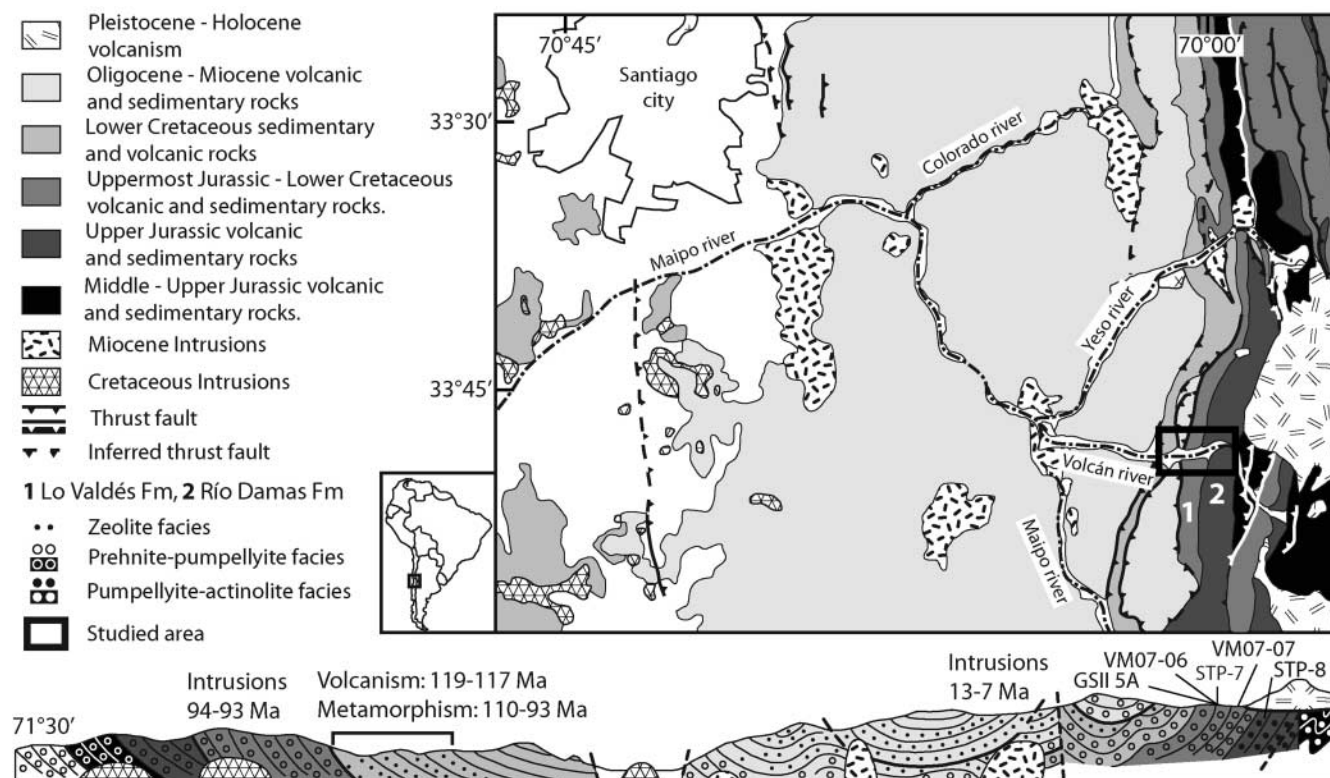 Pleistocene - Holocene
volcanism
Oligocene - Miocene volcanic
and sedimentary rocks
Lower Cretaceous sedimentary
and volcanic rocks
Uppermost Jurassic - Lower Cretaceous
volcanic and sedimentary rocks.
Upper Jurassic volcanic
and sedimentary rocks
Middle - Upper Jurassic volcanic
and sedimentary rocks.
Miocene Intrusions
Cretaceous Intrusions
Thrust fault
Inferred thrust fault
1 Lo Valdés Fm, 2 Río Damas Fm
Zeolite facies
Prehnite-pumpellyite facies
Pumpellyite-actinolite facies
Studied area
70°45′
70°00′
Santiago
city
33°30′
Colorado river
Maipo river
Yeso river
33°45′
Volcán river
1
2
Maipo river
Intrusions
94-93 Ma
Volcanism: 119-117 Ma
Metamorphism: 110-93 Ma
Intrusions
13-7 Ma
VM07-06
VM07-07
GSII 5A
STP-7
STP-8
71°30′